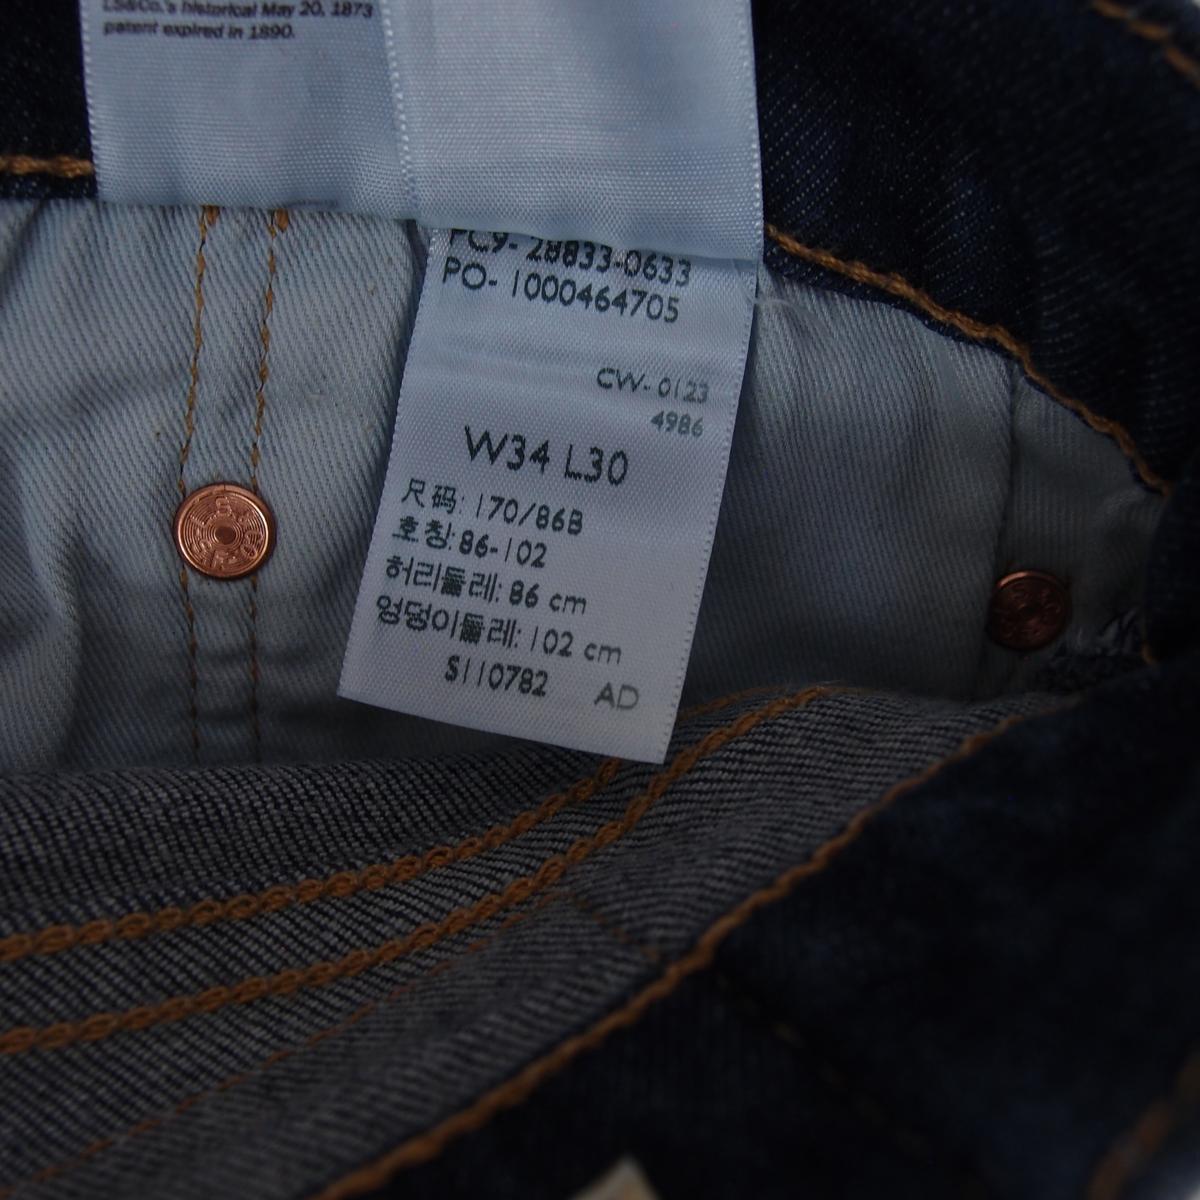 LS&Co.'s historical May 20, 1873
patent expired in 1890.
PC9- 28833-0633
PO- 1000464705
CW- 0123
4986
W34 L30
尺码: 170/86B
호칭: 86-102
허리둘레: 86 cm
엉덩이둘레: 102 cm
S110782 AD